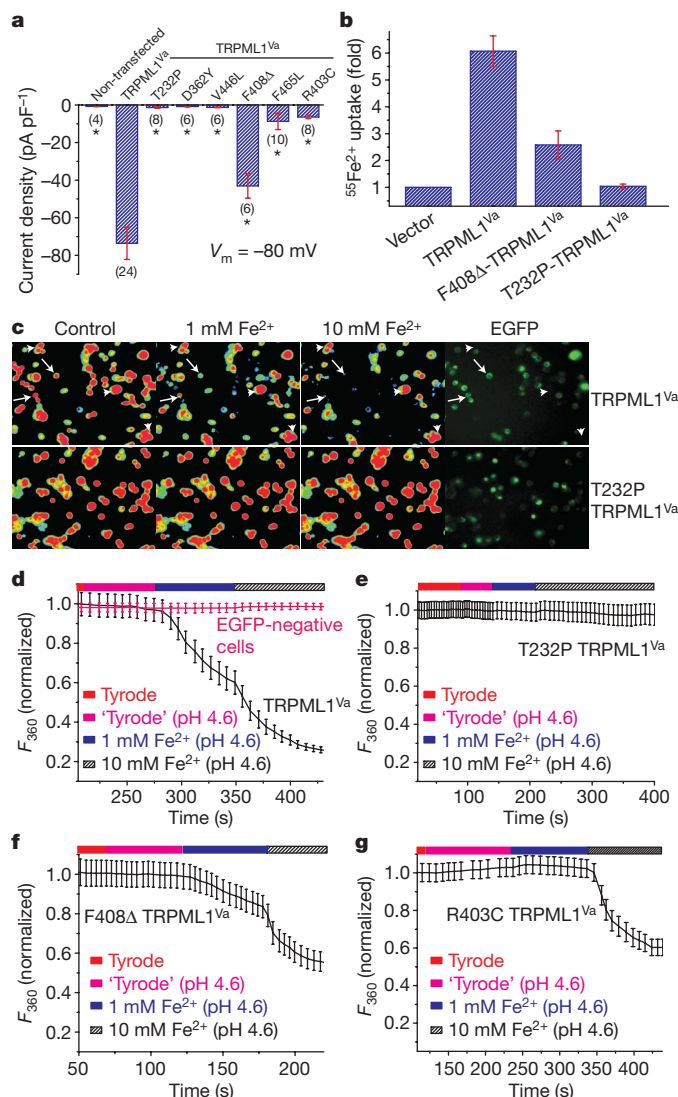 a
TRPML1Va
Non-transfected
TRPML1Va
T232P
D362Y
V446L
F408Δ
F465L
R403C
Current density (pA pF−1)
0
−20
−40
−60
−80
(4)
*
(24)
(8)
*
(6)
*
(6)
*
(6)
*
(10)
*
(8)
*
Vm = −80 mV
b
55Fe2+ uptake (fold)
6
5
4
3
2
1
Vector
TRPML1Va
F408Δ-TRPML1Va
T232P-TRPML1Va
c
Control
1 mM Fe2+
10 mM Fe2+
EGFP
TRPML1Va
T232P
TRPML1Va
d
F360 (normalized)
1.0
0.8
0.6
0.4
0.2
EGFP-negative
cells
TRPML1Va
Tyrode
'Tyrode' (pH 4.6)
1 mM Fe2+ (pH 4.6)
10 mM Fe2+ (pH 4.6)
250
300
350
400
Time (s)
e
F360 (normalized)
1.0
0.8
0.6
0.4
0.2
T232P TRPML1Va
Tyrode
'Tyrode' (pH 4.6)
1 mM Fe2+ (pH 4.6)
10 mM Fe2+ (pH 4.6)
100
200
300
400
Time (s)
f
F360 (normalized)
1.0
0.8
0.6
0.4
0.2
F408Δ TRPML1Va
Tyrode
'Tyrode' (pH 4.6)
1 mM Fe2+ (pH 4.6)
10 mM Fe2+ (pH 4.6)
50
100
150
200
Time (s)
g
F360 (normalized)
1.0
0.8
0.6
0.4
0.2
R403C TRPML1Va
Tyrode
'Tyrode' (pH 4.6)
1 mM Fe2+ (pH 4.6)
10 mM Fe2+ (pH 4.6)
150
200
250
300
350
400
Time (s)